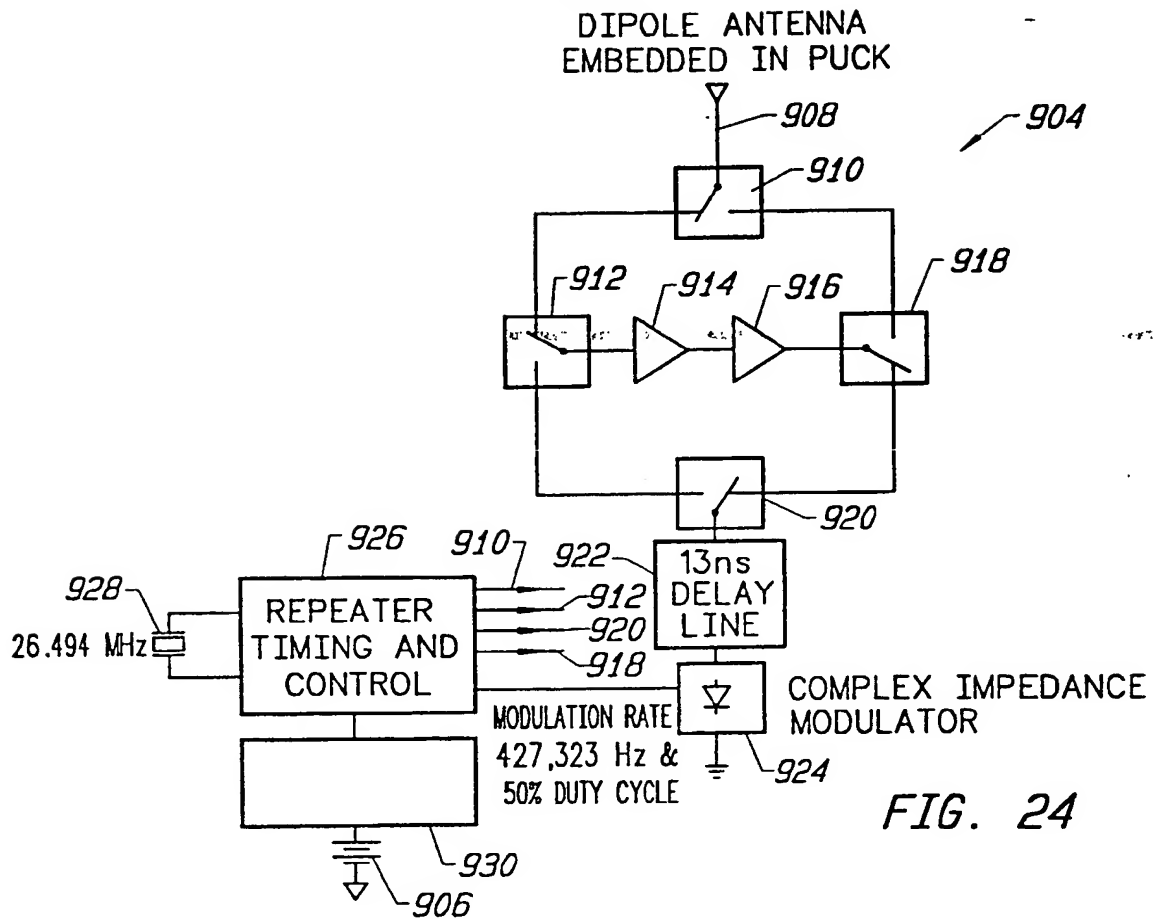 DIPOLE ANTENNA
EMBEDDED IN PUCK
908
904
910
912
914
916
918
920
926
910
922
13ns
DELAY
LINE
928
26.494 MHz
REPEATER
TIMING AND
CONTROL
912
920
918
MODULATION RATE
427,323 Hz &
50% DUTY CYCLE
COMPLEX IMPEDANCE
MODULATOR
924
930
906
FIG. 24